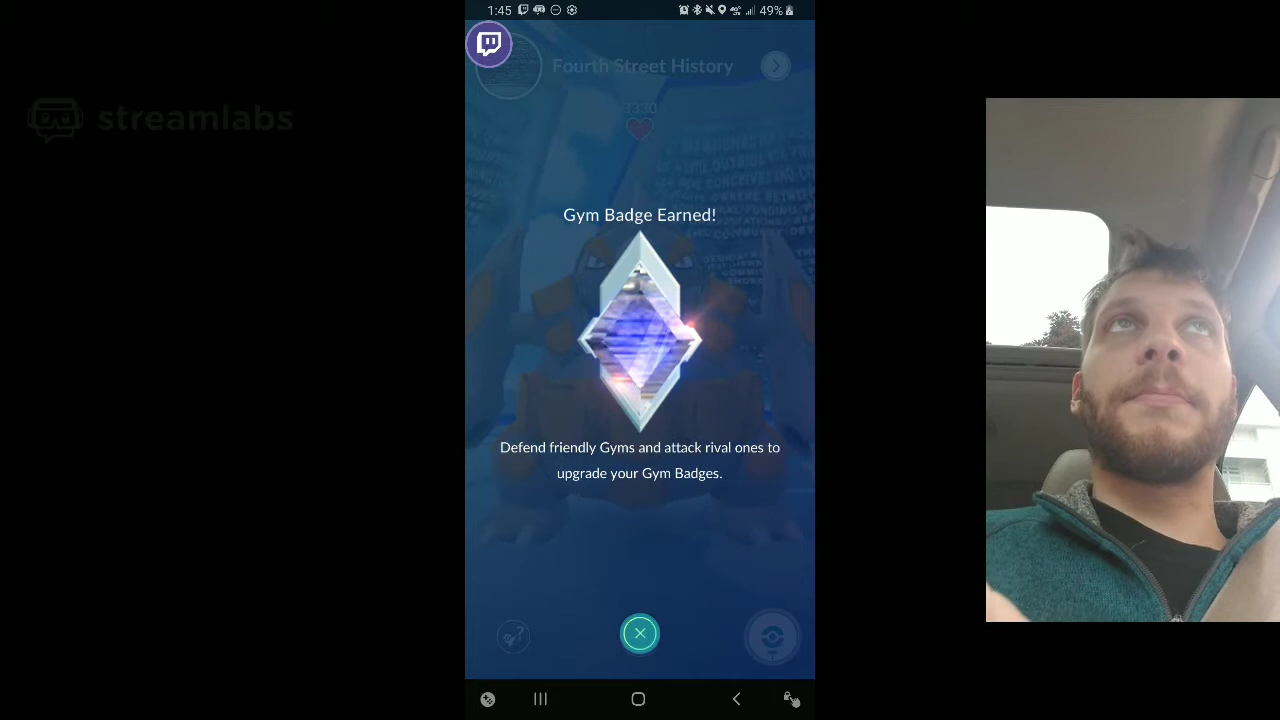 1:45
49%
streamlabs
Fourth Street History
3330
Gym Badge Earned!
Defend friendly Gyms and attack rival ones to
upgrade your Gym Badges.